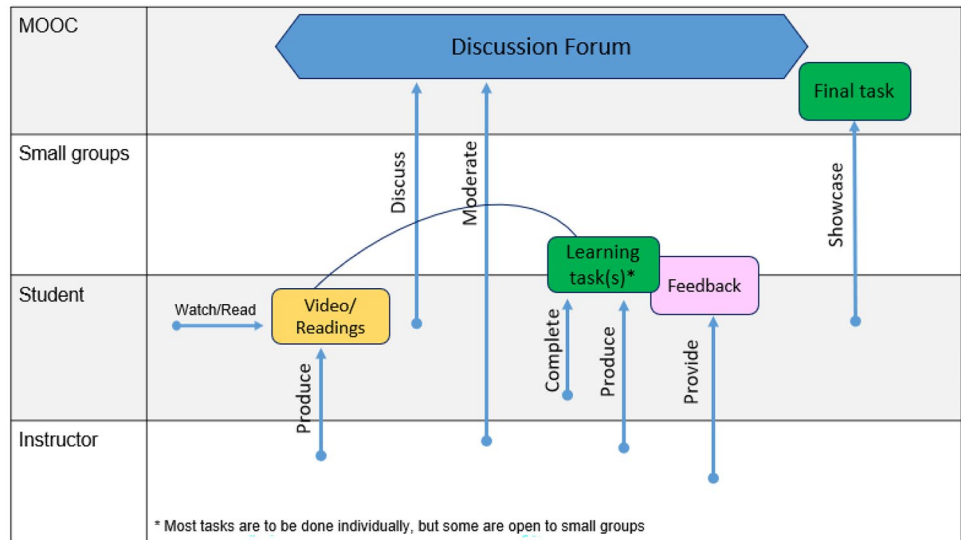 MOOC
Discussion Forum
Final task
Small groups
Discuss
Moderate
Showcase
Learning
task(s)*
Feedback
Student
Watch/Read
Video/
Readings
Complete
Produce
Provide
Produce
Instructor
* Most tasks are to be done individually, but some are open to small groups